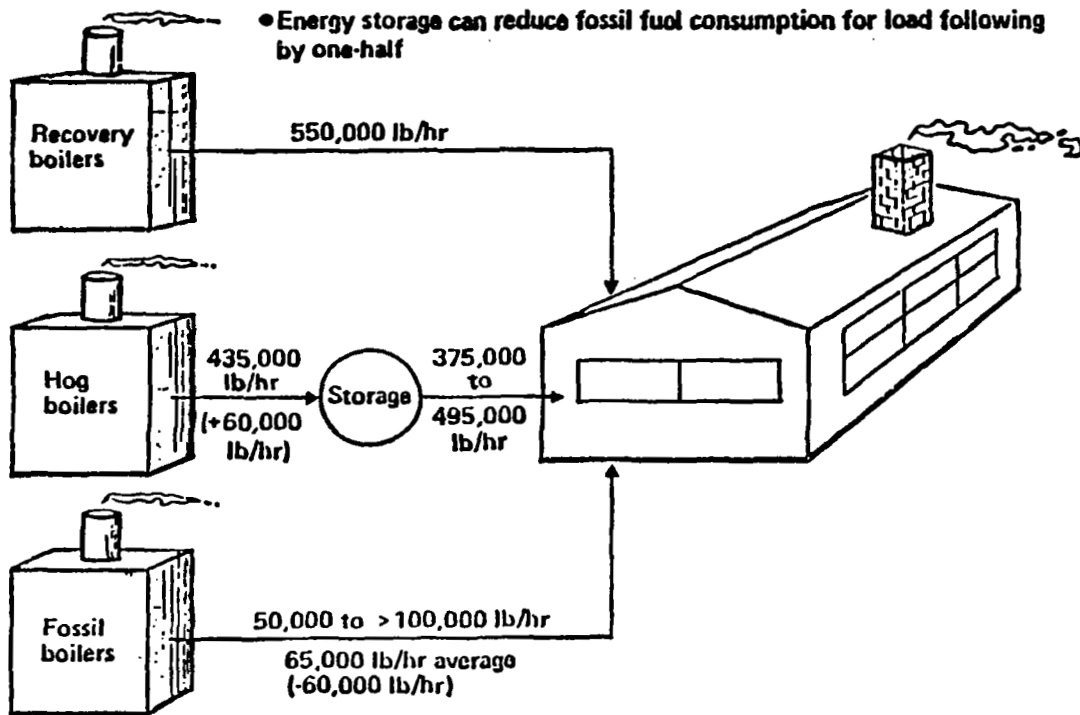 • Energy storage can reduce fossil fuel consumption for load following
by one-half
Recovery
boilers
550,000 lb/hr
Hog
boilers
435,000
lb/hr
(+60,000
lb/hr)
Storage
375,000
to
495,000
lb/hr
Fossil
boilers
50,000 to >100,000 lb/hr
65,000 lb/hr average
(-60,000 lb/hr)